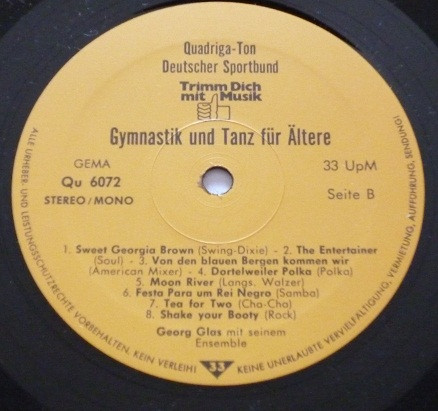 Quadriga-Ton
Deutscher Sportbund
Trimm Dich
mit Musik
Gymnastik und Tanz für Ältere
GEMA
33 UpM
Qu 6072
Seite B
STEREO/MONO
1. Sweet Georgia Brown (Swing-Dixie) - 2. The Entertainer
(Soul) - 3. Von den blauen Bergen kommen wir
(American Mixer) - 4. Dortelweiler Polka (Polka)
5. Moon River (Langs. Walzer)
6. Festa Para um Rei Negro (Samba)
7. Tea for Two (Cha-Cha)
8. Shake your Booty (Rock)
Georg Glas mit seinem
Ensemble
33
ALLE URHEBER- UND LEISTUNGSSCHUTZRECHTE VORBEHALTEN. KEIN VERLEIH!
KEINE UNERLAUBTE VERVIELFÄLTIGUNG, VERMIETUNG, AUFFÜHRUNG, SENDUNG!